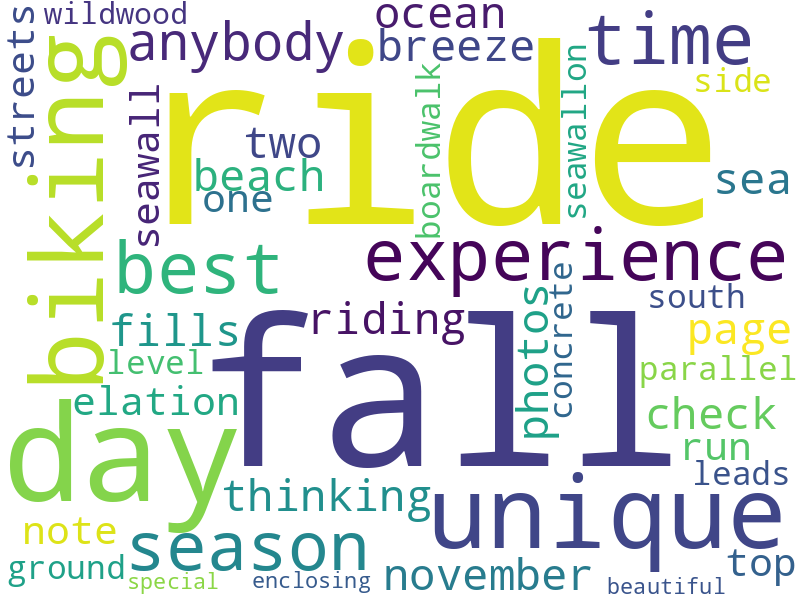 wildwood
ocean
streets
anybody
breeze
time
biking
ride
side
seawall
two
boardwalk
seawallon
beach
one
sea
best
experience
south
riding
photos
concrete
page
fills
level
fall
parallel
elation
check
day
run
leads
thinking
unique
note
season
top
ground
special
enclosing
november
beautiful